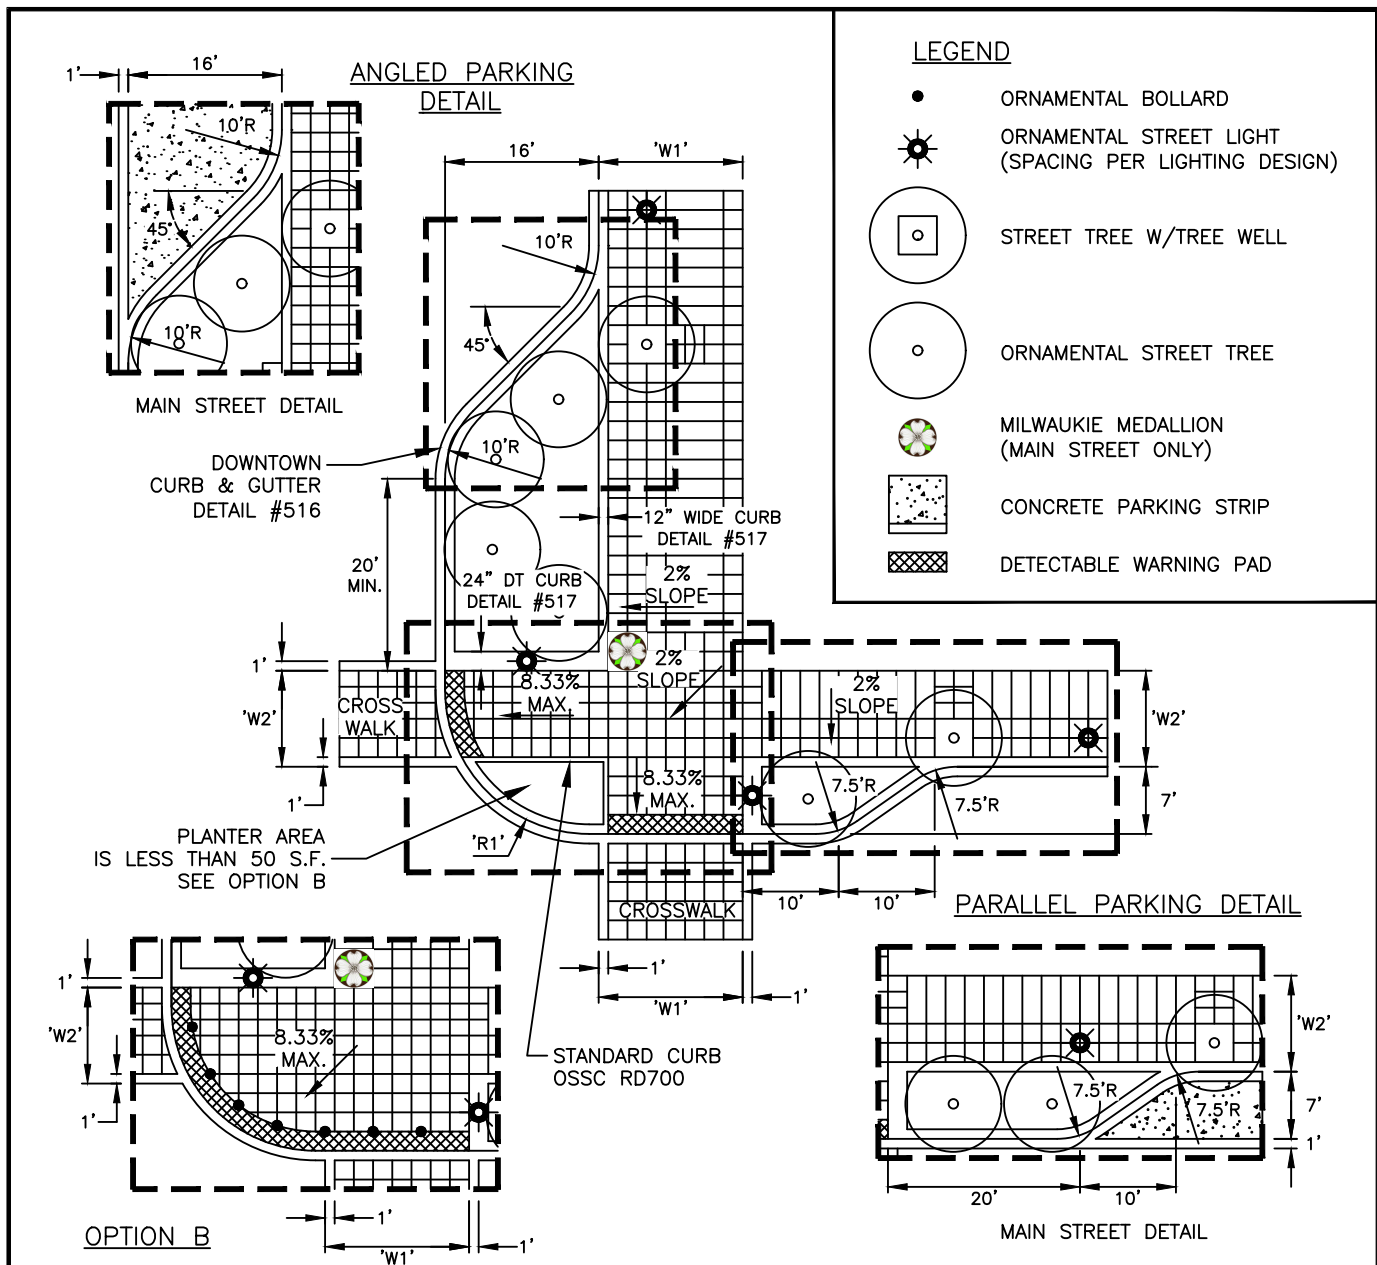 1'
16'
ANGLED PARKING
DETAIL
10'R
45°
10'R
MAIN STREET DETAIL
LEGEND
ORNAMENTAL BOLLARD
ORNAMENTAL STREET LIGHT
(SPACING PER LIGHTING DESIGN)
STREET TREE W/TREE WELL
ORNAMENTAL STREET TREE
MILWAUKIE MEDALLION
(MAIN STREET ONLY)
CONCRETE PARKING STRIP
DETECTABLE WARNING PAD
16'
'W1'
10'R
45°
10'R
DOWNTOWN
CURB & GUTTER
DETAIL #516
12" WIDE CURB
DETAIL #517
20'
MIN.
24" DT CURB
DETAIL #517
2%
SLOPE
1'
'W2'
1'
CROSS
WALK
8.33%
MAX.
2%
SLOPE
2%
SLOPE
'W2'
7'
8.33%
MAX.
7.5'R
7.5'R
'R1'
PLANTER AREA
IS LESS THAN 50 S.F.
SEE OPTION B
10'
10'
CROSSWALK
1'
'W1'
1'
STANDARD CURB
OSSC RD700
1'
'W2'
1'
8.33%
MAX.
1'
'W1'
1'
OPTION B
PARALLEL PARKING DETAIL
'W2'
7.5'R
7.5'R
7'
1'
20'
10'
MAIN STREET DETAIL